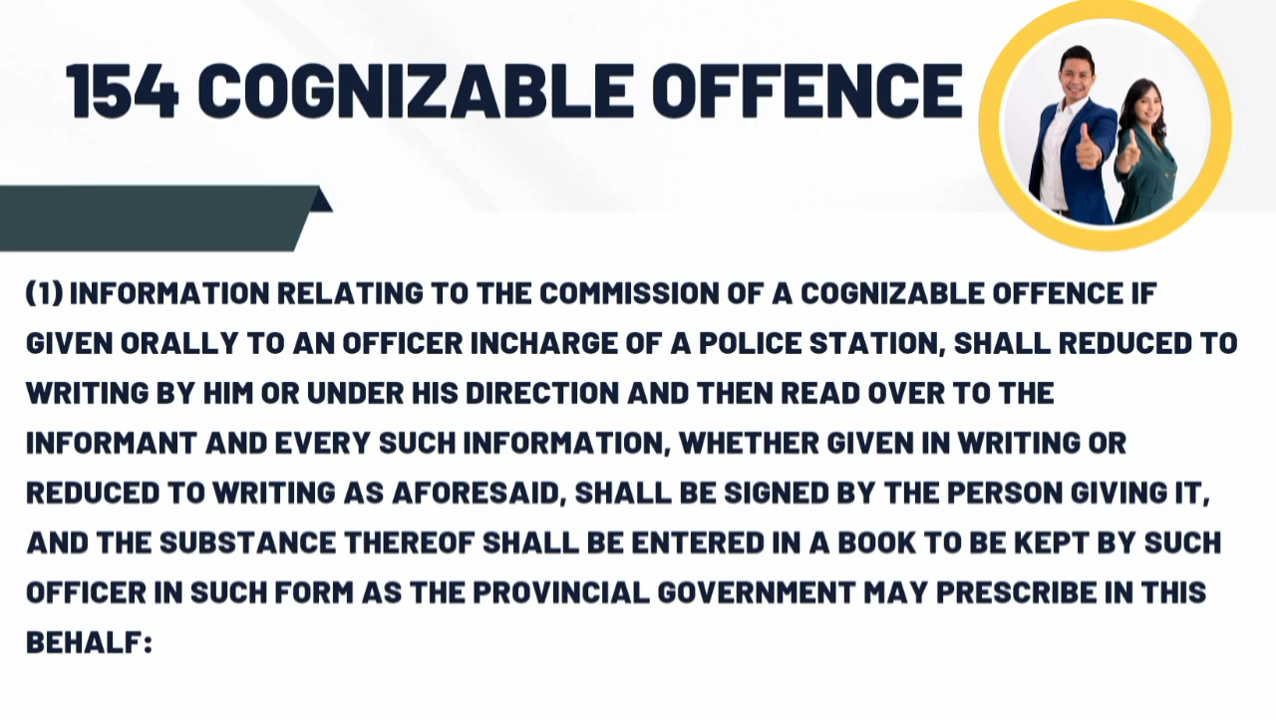 154 COGNIZABLE OFFENCE
(1) INFORMATION RELATING TO THE COMMISSION OF A COGNIZABLE OFFENCE IF
GIVEN ORALLY TO AN OFFICER INCHARGE OF A POLICE STATION, SHALL REDUCED TO
WRITING BY HIM OR UNDER HIS DIRECTION AND THEN READ OVER TO THE
INFORMANT AND EVERY SUCH INFORMATION, WHETHER GIVEN IN WRITING OR
REDUCED TO WRITING AS AFORESAID, SHALL BE SIGNED BY THE PERSON GIVING IT,
AND THE SUBSTANCE THEREOF SHALL BE ENTERED IN A BOOK TO BE KEPT BY SUCH
OFFICER IN SUCH FORM AS THE PROVINCIAL GOVERNMENT MAY PRESCRIBE IN THIS
BEHALF: